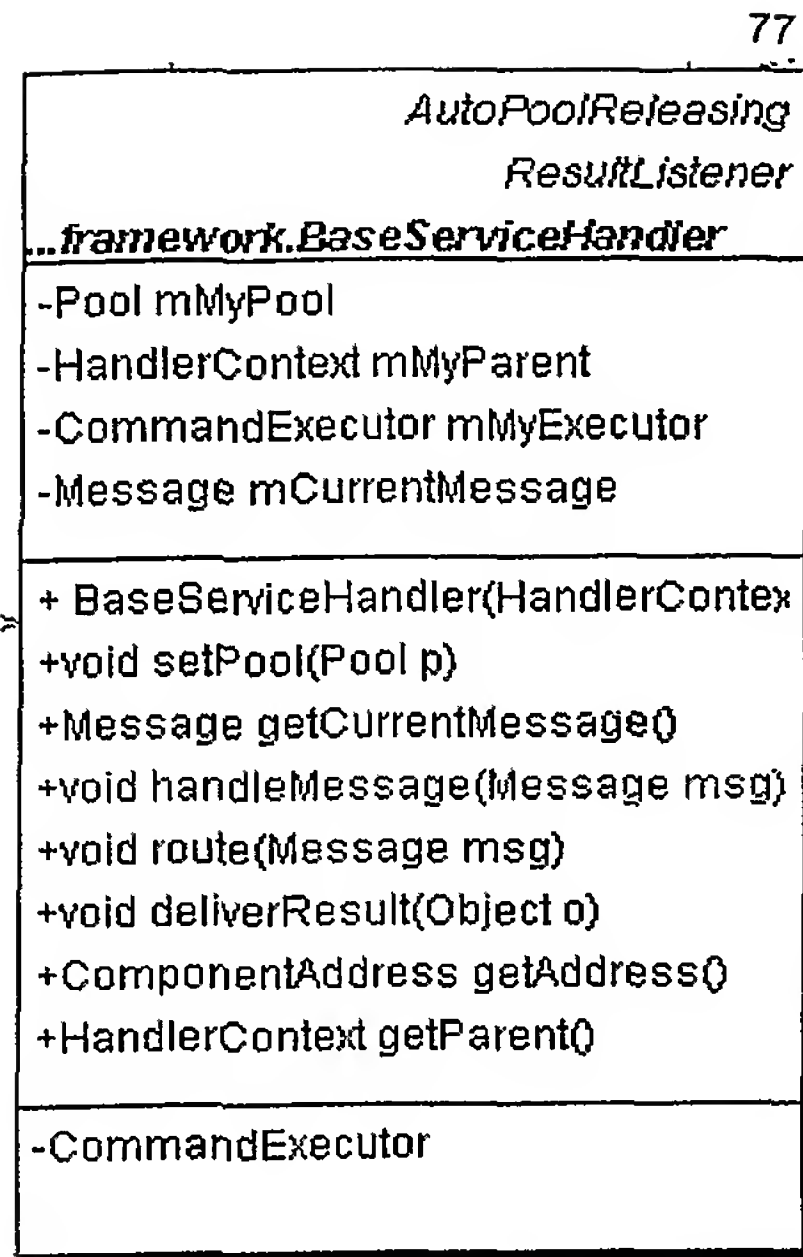 77
AutoPoolReleasing
ResultListener
...framework.BaseServiceHandler
-Pool mMyPool
-HandlerContext mMyParent
-CommandExecutor mMyExecutor
-Message mCurrentMessage
+ BaseServiceHandler(HandlerContex
+void setPool(Pool p)
+Message getCurrentMessage()
+void handleMessage(Message msg)
+void route(Message msg)
+void deliverResult(Object o)
+ComponentAddress getAddress()
+HandlerContext getParent()
-CommandExecutor